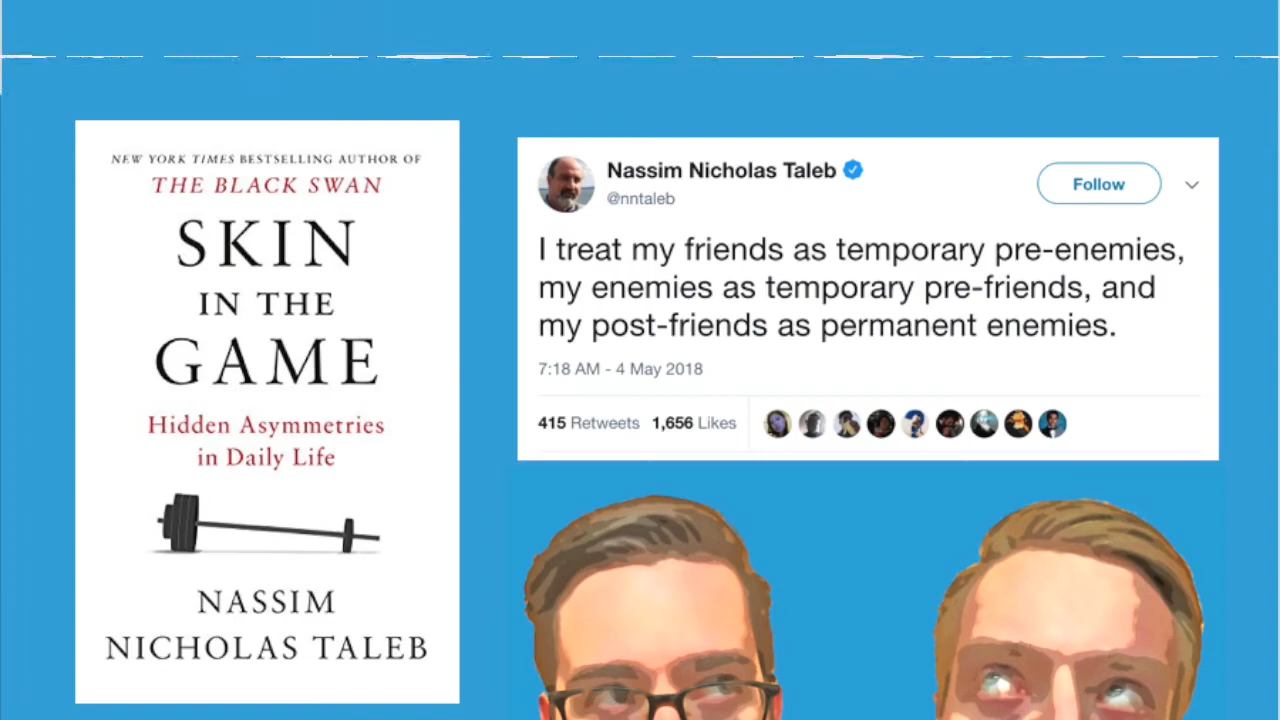 NEW YORK TIMES BESTSELLING AUTHOR OF
THE BLACK SWAN
SKIN
IN THE
GAME
Hidden Asymmetries
in Daily Life
NASSIM
NICHOLAS TALEB
Nassim Nicholas Taleb
@nntaleb
Follow
I treat my friends as temporary pre-enemies,
my enemies as temporary pre-friends, and
my post-friends as permanent enemies.
7:18 AM - 4 May 2018
415 Retweets 1,656 Likes